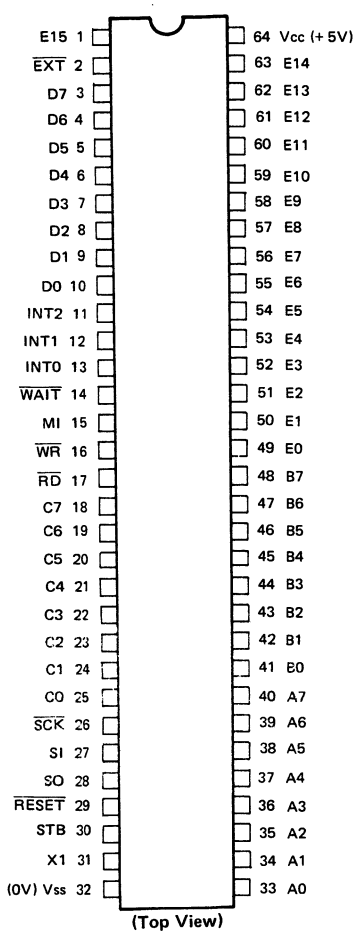 E15 1 64 Vcc (+ 5V)
EXT 2 63 E14
D7 3 62 E13
D6 4 61 E12
D5 5 60 E11
D4 6 59 E10
D3 7 58 E9
D2 8 57 E8
D1 9 56 E7
D0 10 55 E6
INT2 11 54 E5
INT1 12 53 E4
INT0 13 52 E3
WAIT 14 51 E2
MI 15 50 E1
WR 16 49 E0
RD 17 48 B7
C7 18 47 B6
C6 19 46 B5
C5 20 45 B4
C4 21 44 B3
C3 22 43 B2
C2 23 42 B1
C1 24 41 B0
C0 25 40 A7
SCK 26 39 A6
SI 27 38 A5
SO 28 37 A4
RESET 29 36 A3
STB 30 35 A2
X1 31 34 A1
(0V) Vss 32 33 A0
(Top View)